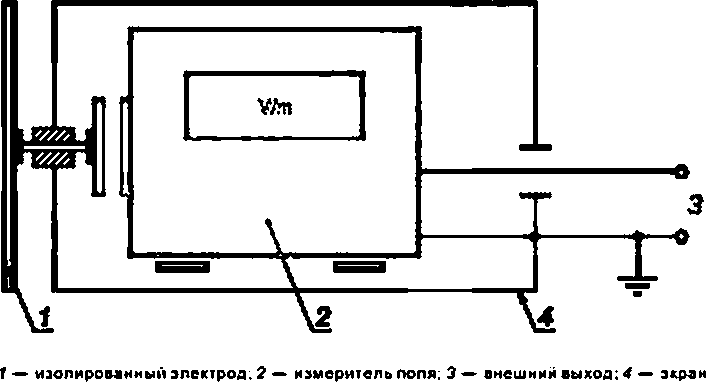 V/m
3
1
2
4
1 — изолированный электрод; 2 — измеритель поля; 3 — внешний выход; 4 — экран